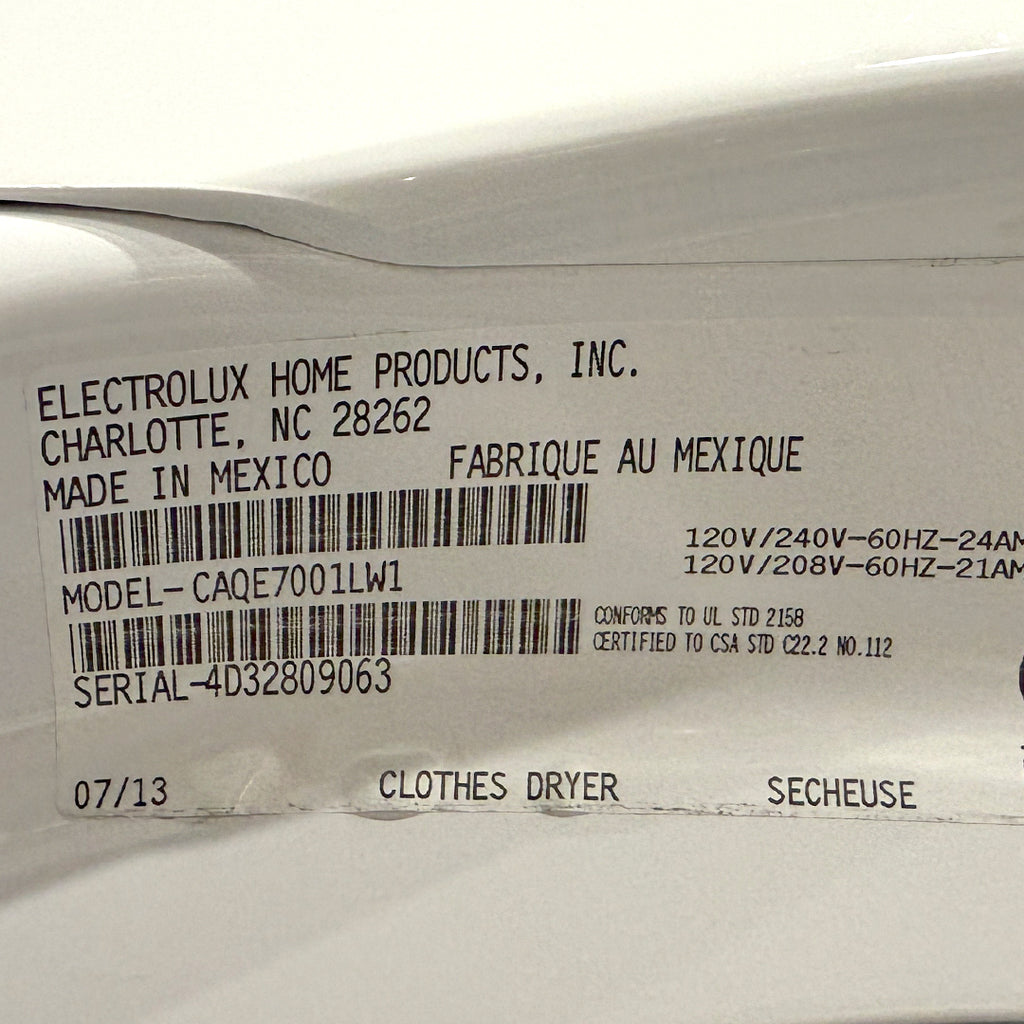 ELECTROLUX HOME PRODUCTS, INC.
CHARLOTTE, NC 28262
MADE IN MEXICO FABRIQUE AU MEXIQUE
120V/240V-60HZ-24AM
120V/208V-60HZ-21AM
MODEL-CAQE7001LW1
CONFORMS TO UL STD 2158
CERTIFIED TO CSA STD C22.2 NO.112
SERIAL-4D32809063
07/13 CLOTHES DRYER SECHEUSE